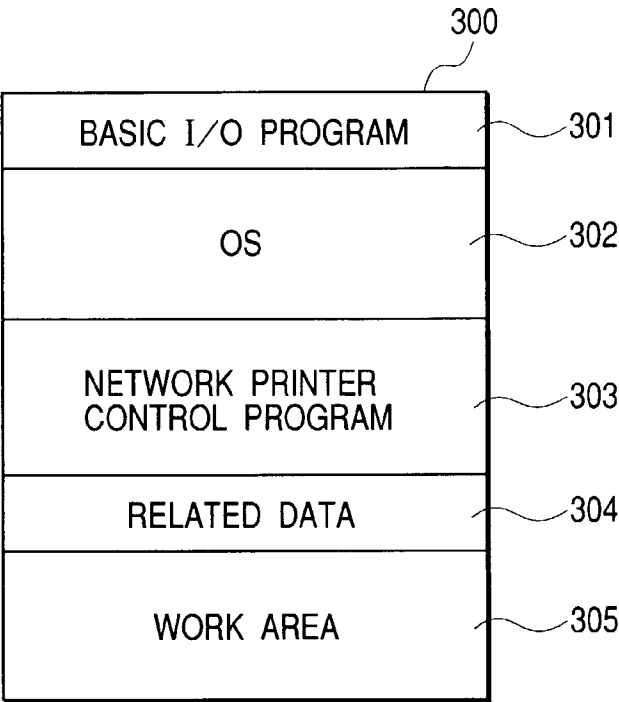 300
BASIC I/O PROGRAM 301
OS 302
NETWORK PRINTER
CONTROL PROGRAM 303
RELATED DATA 304
WORK AREA 305